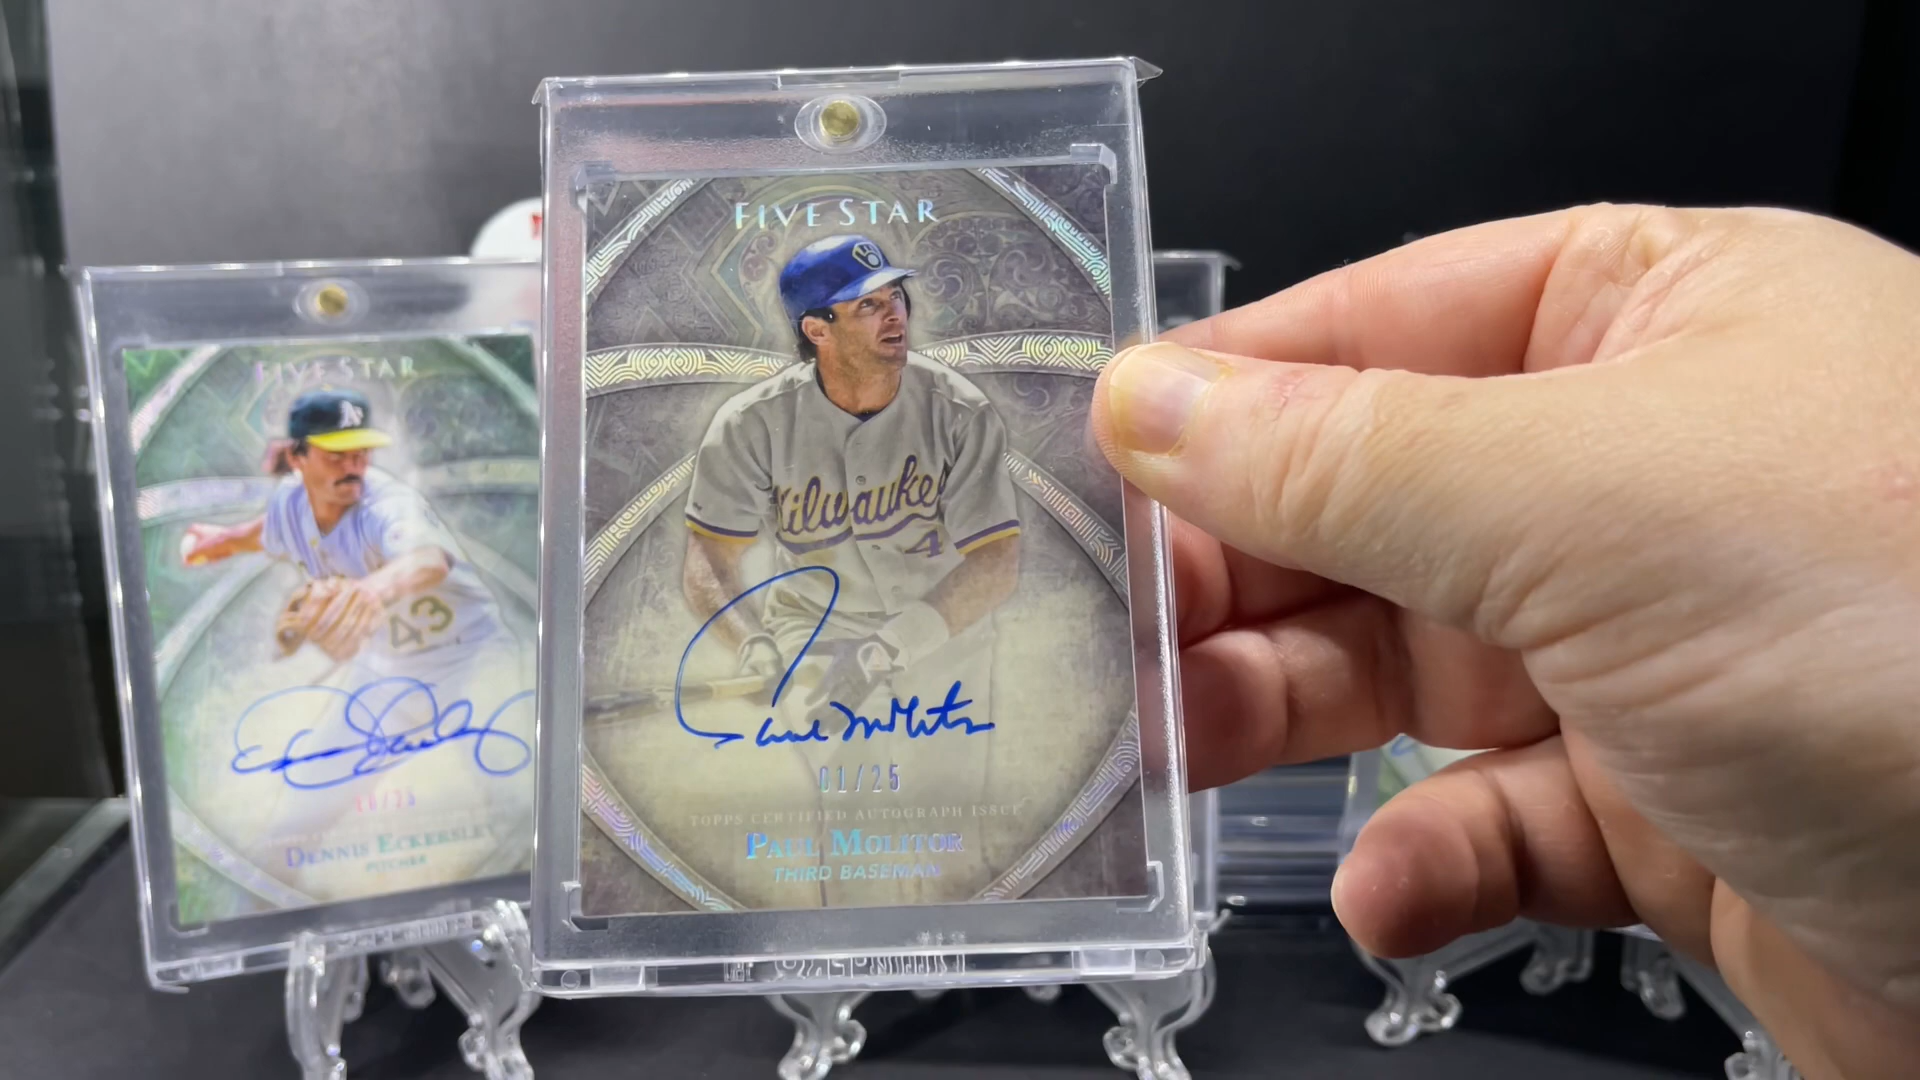 FIVE STAR
A's
43
Dennis Eckersley
PITCHER
FIVE STAR
Milwaukee
4
Paul Molitor
01/25
TOPPS CERTIFIED AUTOGRAPH ISSUE
PAUL MOLITOR
THIRD BASEMAN